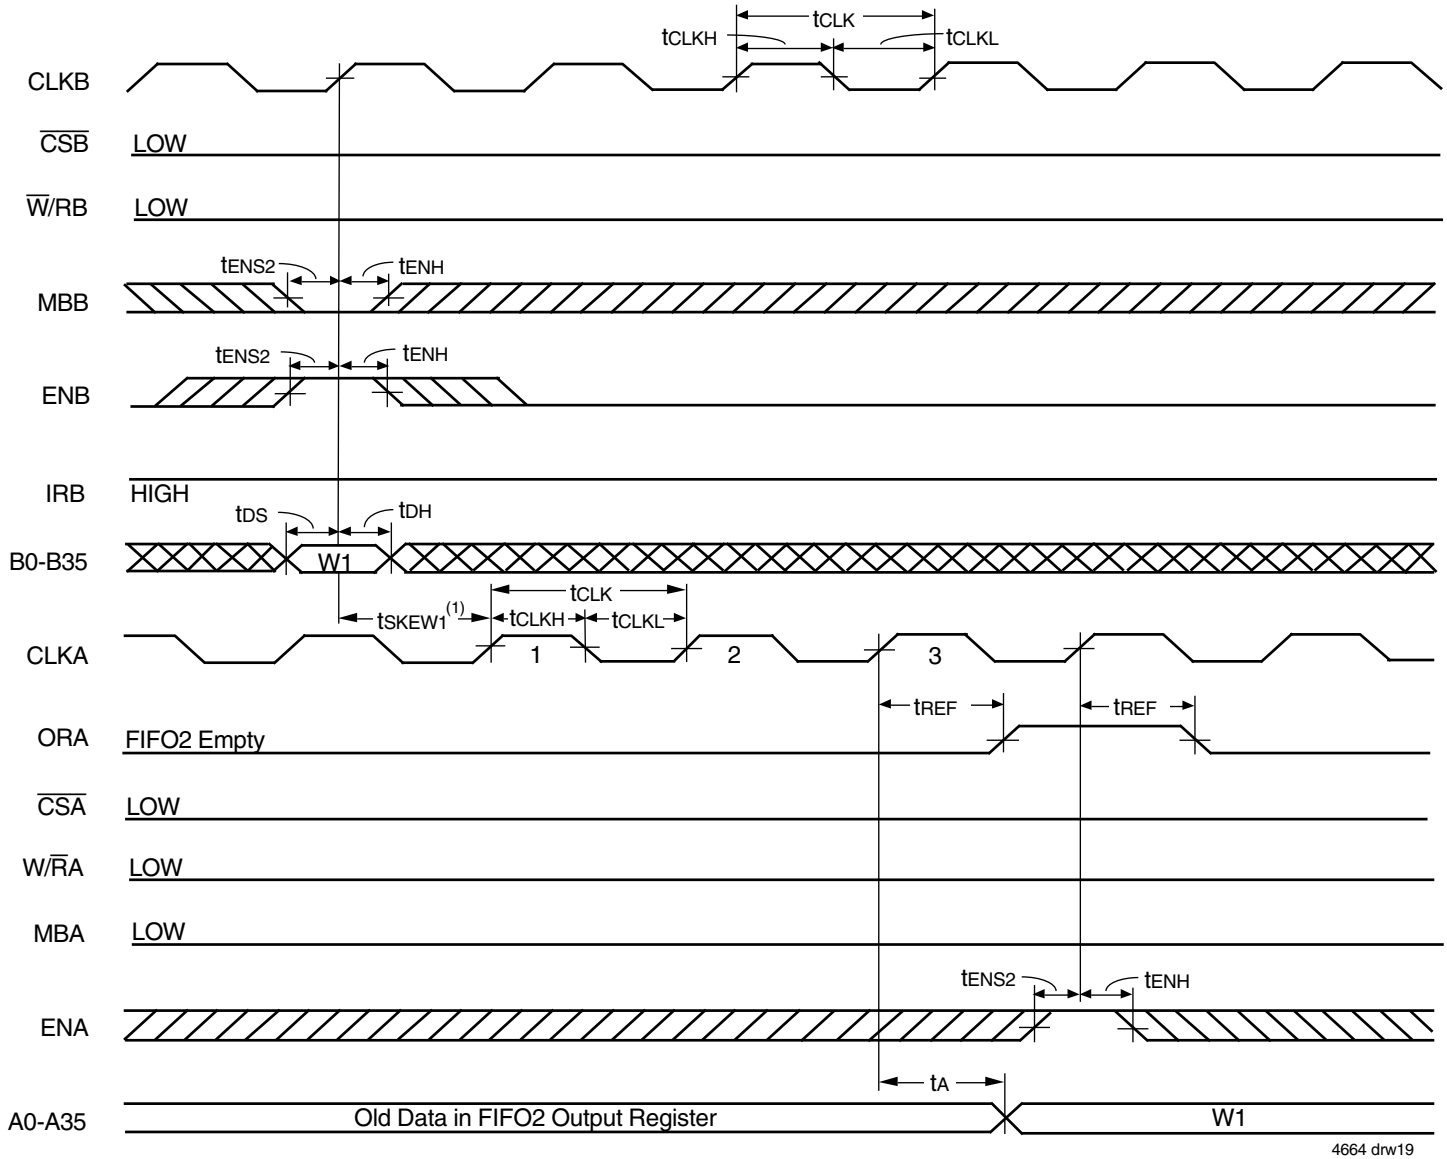 tCLK
tCLKH
tCLKL
CLKB
CSB
LOW
W/RB
LOW
tENS2
tENH
MBB
tENS2
tENH
ENB
IRB
HIGH
tDS
tDH
B0-B35
W1
tCLK
tSKEW1(1)
tCLKH
tCLKL
CLKA
1
2
3
tREF
tREF
ORA
FIFO2 Empty
CSA
LOW
W/RA
LOW
MBA
LOW
tENS2
tENH
ENA
tA
A0-A35
Old Data in FIFO2 Output Register
W1
4664 drw19